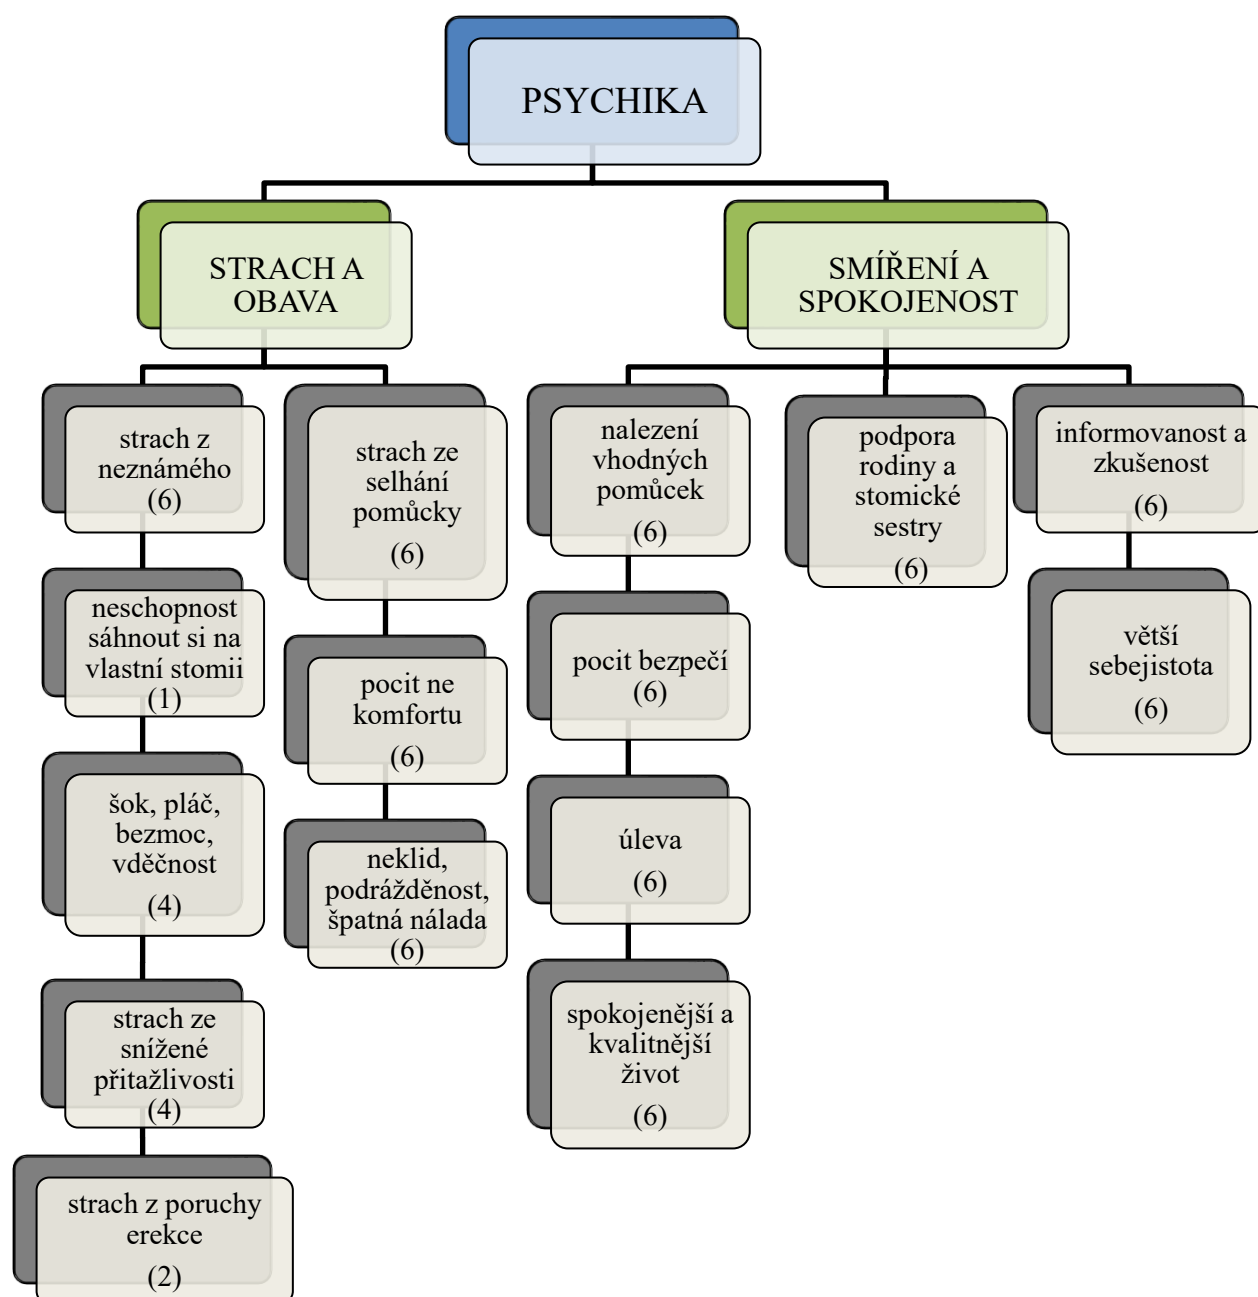 PSYCHIKA
STRACH A
OBAVA
SMÍŘENÍ A
SPOKOJENOST
strach z
neznámého
(6)
neschopnost
sáhnout si na
vlastní stomii
(1)
šok, pláč,
bezmoc,
vděčnost
(4)
strach ze
snížené
přitažlivosti
(4)
strach z poruchy
erekce
(2)
strach ze
selhání
pomůcky
(6)
pocit ne
komfortu
(6)
neklid,
podrážděnost,
špatná nálada
(6)
nalezení
vhodných
pomůcek
(6)
pocit bezpečí
(6)
úleva
(6)
spokojenější a
kvalitnější
život
(6)
podpora
rodiny a
stomické
sestry
(6)
informovanost a
zkušenost
(6)
větší
sebejistota
(6)